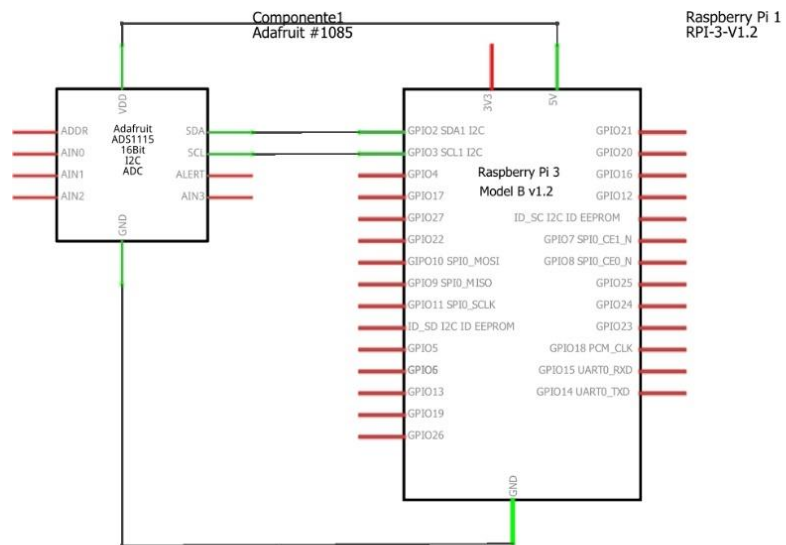 Componente1
Adafruit #1085
Raspberry Pi 1
RPI-3-V1.2
VDD
Adafruit
ADS1115
16Bit
I2C
ADC
ADDR
AIN0
AIN1
AIN2
SDA
SCL
ALERT
AIN3
GND
3V3
5V
Raspberry Pi 3
Model B v1.2
GPIO2 SDA1 I2C
GPIO3 SCL1 I2C
GPIO4
GPIO17
GPIO27
GPIO22
GIPO10 SPI0_MOSI
GPIO9 SPI0_MISO
GPIO11 SPI0_SCLK
ID_SD I2C ID EEPROM
GPIO5
GPIO6
GPIO13
GPIO19
GPIO26
GPIO21
GPIO20
GPIO16
GPIO12
ID_SC I2C ID EEPROM
GPIO7 SPI0_CE1_N
GPIO8 SPI0_CE0_N
GPIO25
GPIO24
GPIO23
GPIO18 PCM_CLK
GPIO15 UART0_RXD
GPIO14 UART0_TXD
GND